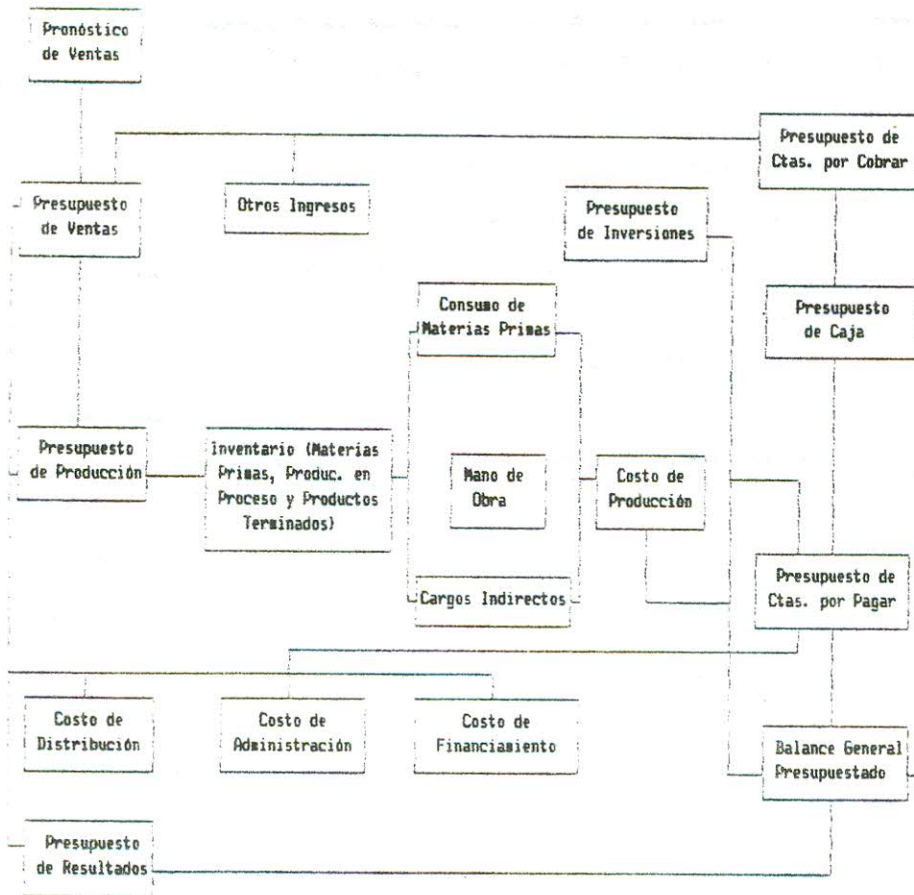 Pronóstico
de Ventas
Presupuesto de
Ctas. por Cobrar
Presupuesto
de Ventas
Otros Ingresos
Presupuesto
de Inversiones
Consumo de
Materias Primas
Presupuesto
de Caja
Presupuesto
de Producción
Inventario (Materias
Primas, Produc. en
Proceso y Productos
Terminados)
Mano de
Obra
Costo de
Producción
Cargos Indirectos
Presupuesto de
Ctas. por Pagar
Costo de
Distribución
Costo de
Administración
Costo de
Financiamiento
Balance General
Presupuestado
Presupuesto
de Resultados